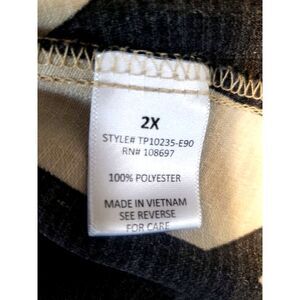 2X
STYLE# TP10235-E90
RN# 108697
100% POLYESTER
MADE IN VIETNAM
SEE REVERSE
FOR CARE